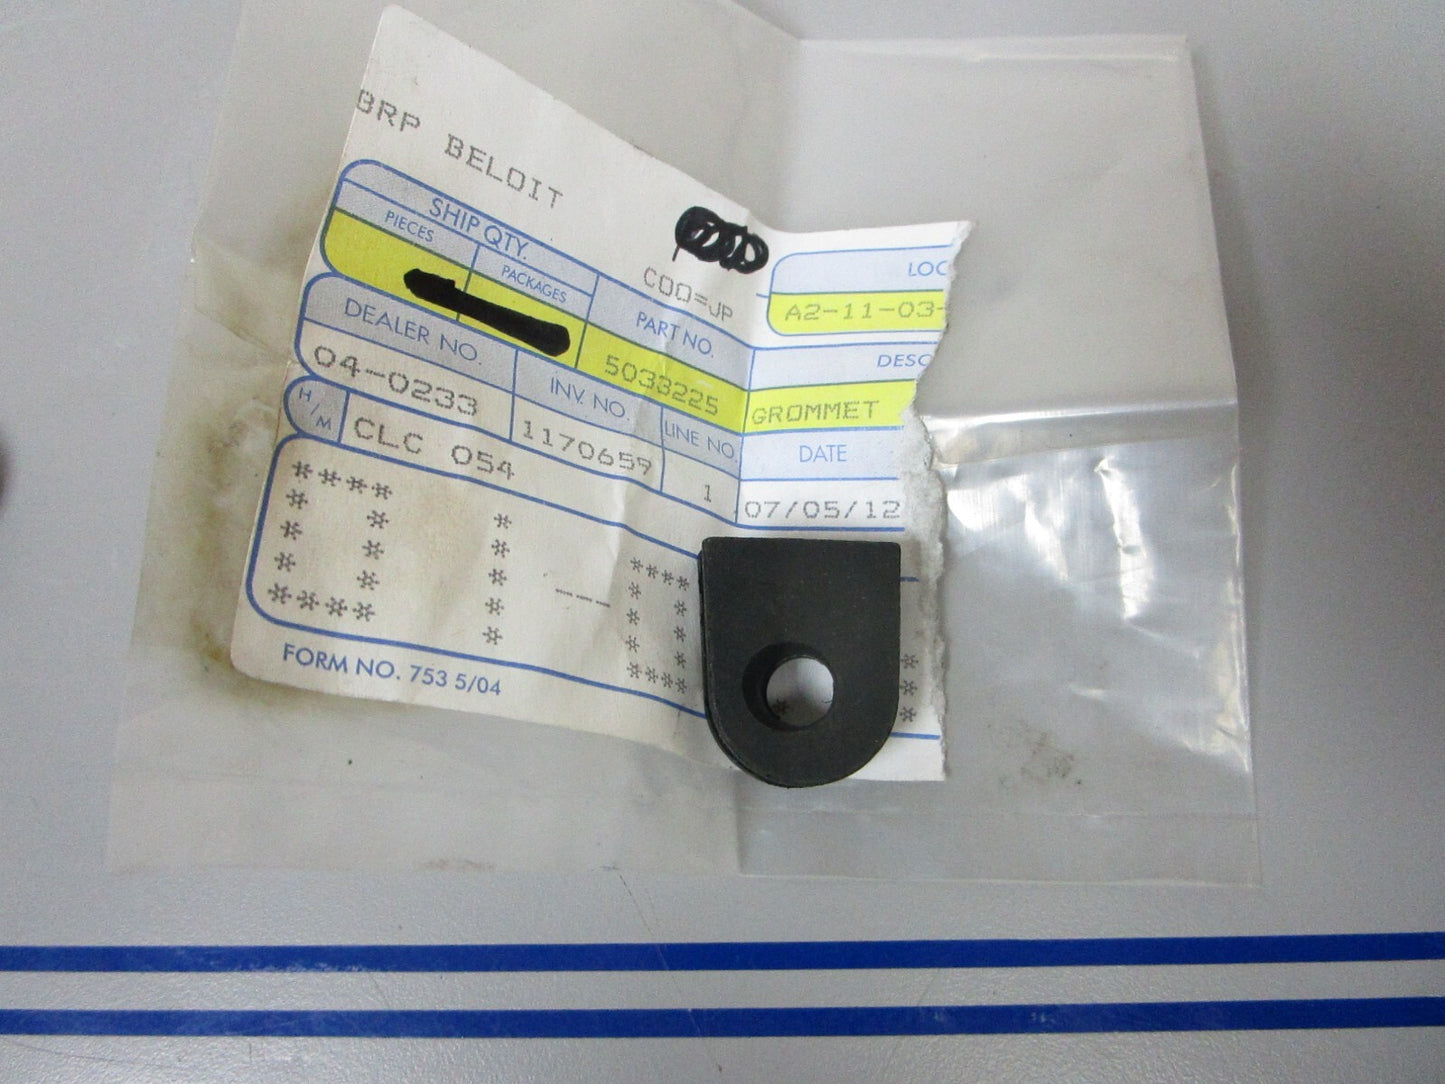 BRP BELOIT
SHIP QTY.
PIECES PACKAGES
COO=JP
PART NO.
5033225
LOC
A2-11-03-
DESC
GROMMET
DEALER NO.
04-0233
INV. NO.
1170659
LINE NO
1
DATE
07/05/12
H/M
CLC 054
FORM NO. 753 5/04